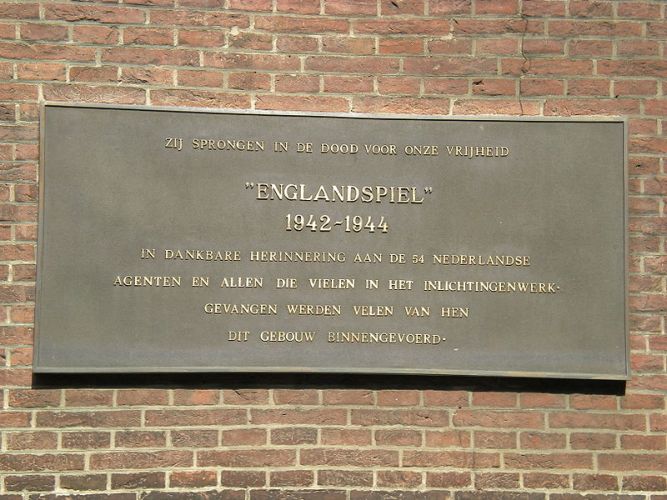 ZIJ SPRONGEN IN DE DOOD VOOR ONZE VRIJHEID
"ENGLANDSPIEL"
1942-1944
IN DANKBARE HERINNERING AAN DE 54 NEDERLANDSE
AGENTEN EN ALLEN DIE VIELEN IN HET INLICHTINGENWERK.
GEVANGEN WERDEN VELEN VAN HEN
DIT GEBOUW BINNENGEVOERD.